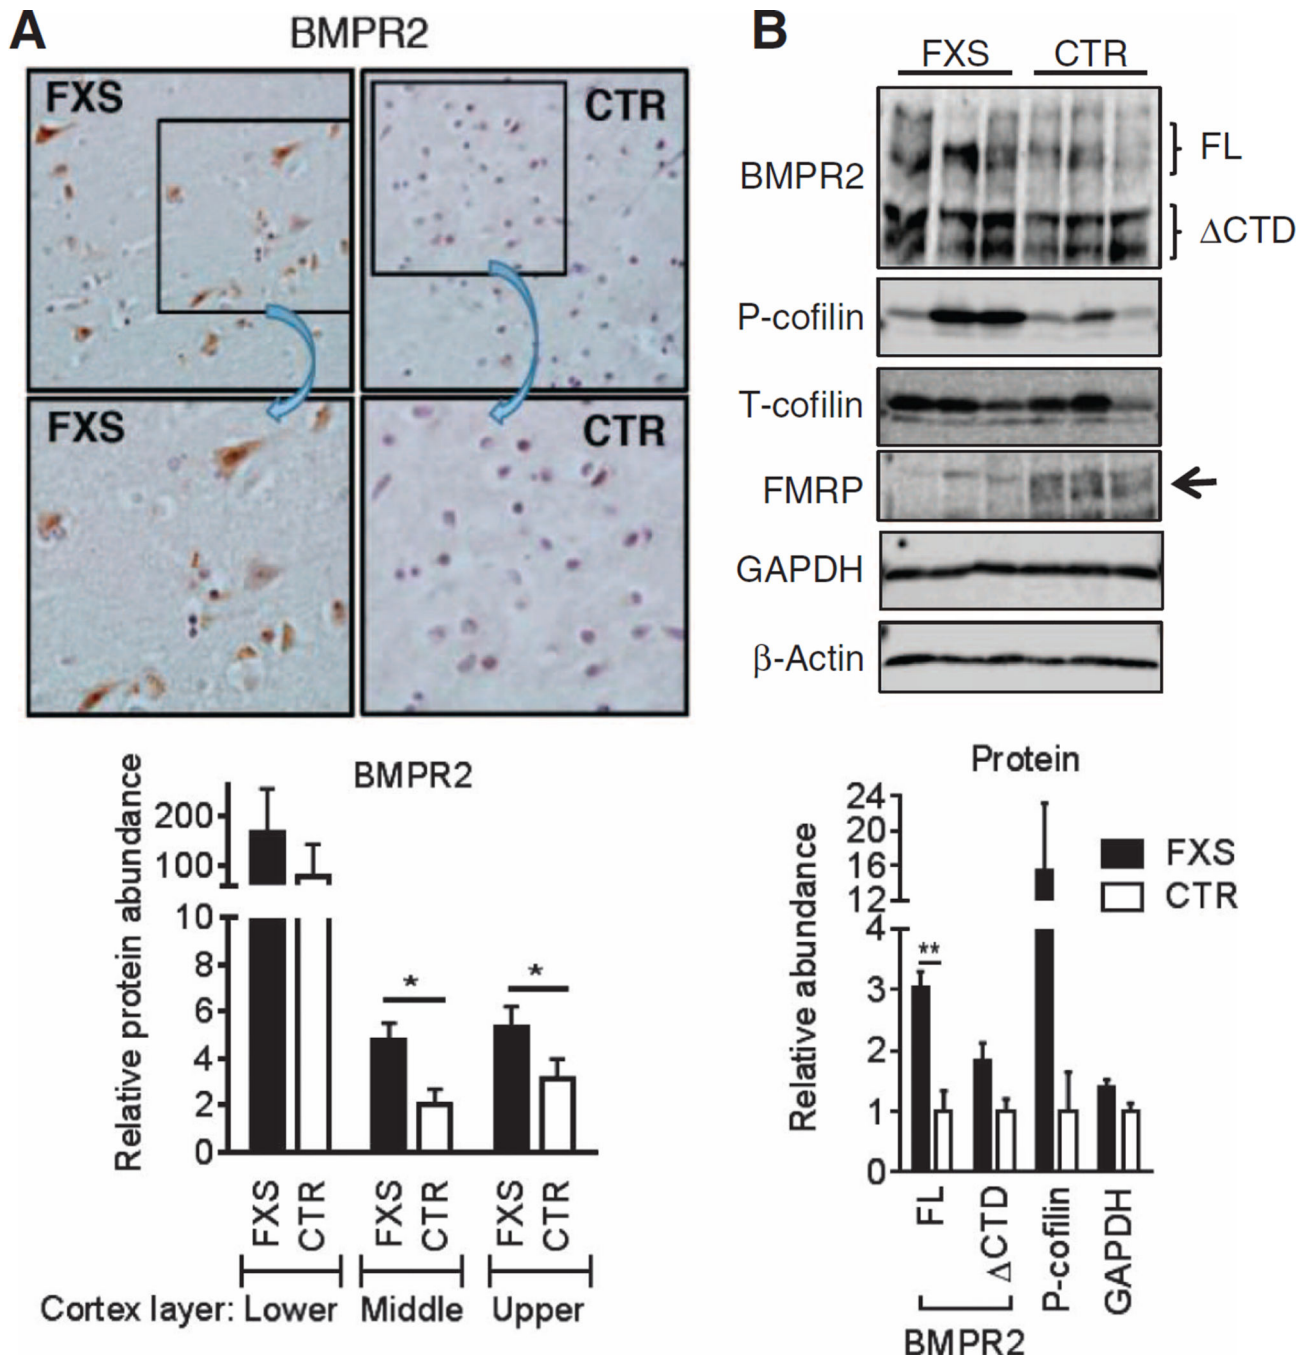 A
BMPR2
FXS
CTR
FXS
CTR
BMPR2
Relative protein abundance
200
100
10
8
6
4
2
0
*
*
FXS
CTR
FXS
CTR
FXS
CTR
Cortex layer: Lower Middle Upper
B
FXS CTR
BMPR2
FL
ΔCTD
P-cofilin
T-cofilin
FMRP
GAPDH
β-Actin
Protein
Relative abundance
24
20
16
12
4
3
2
1
0
**
FXS
CTR
FL
ΔCTD
P-cofilin
GAPDH
BMPR2